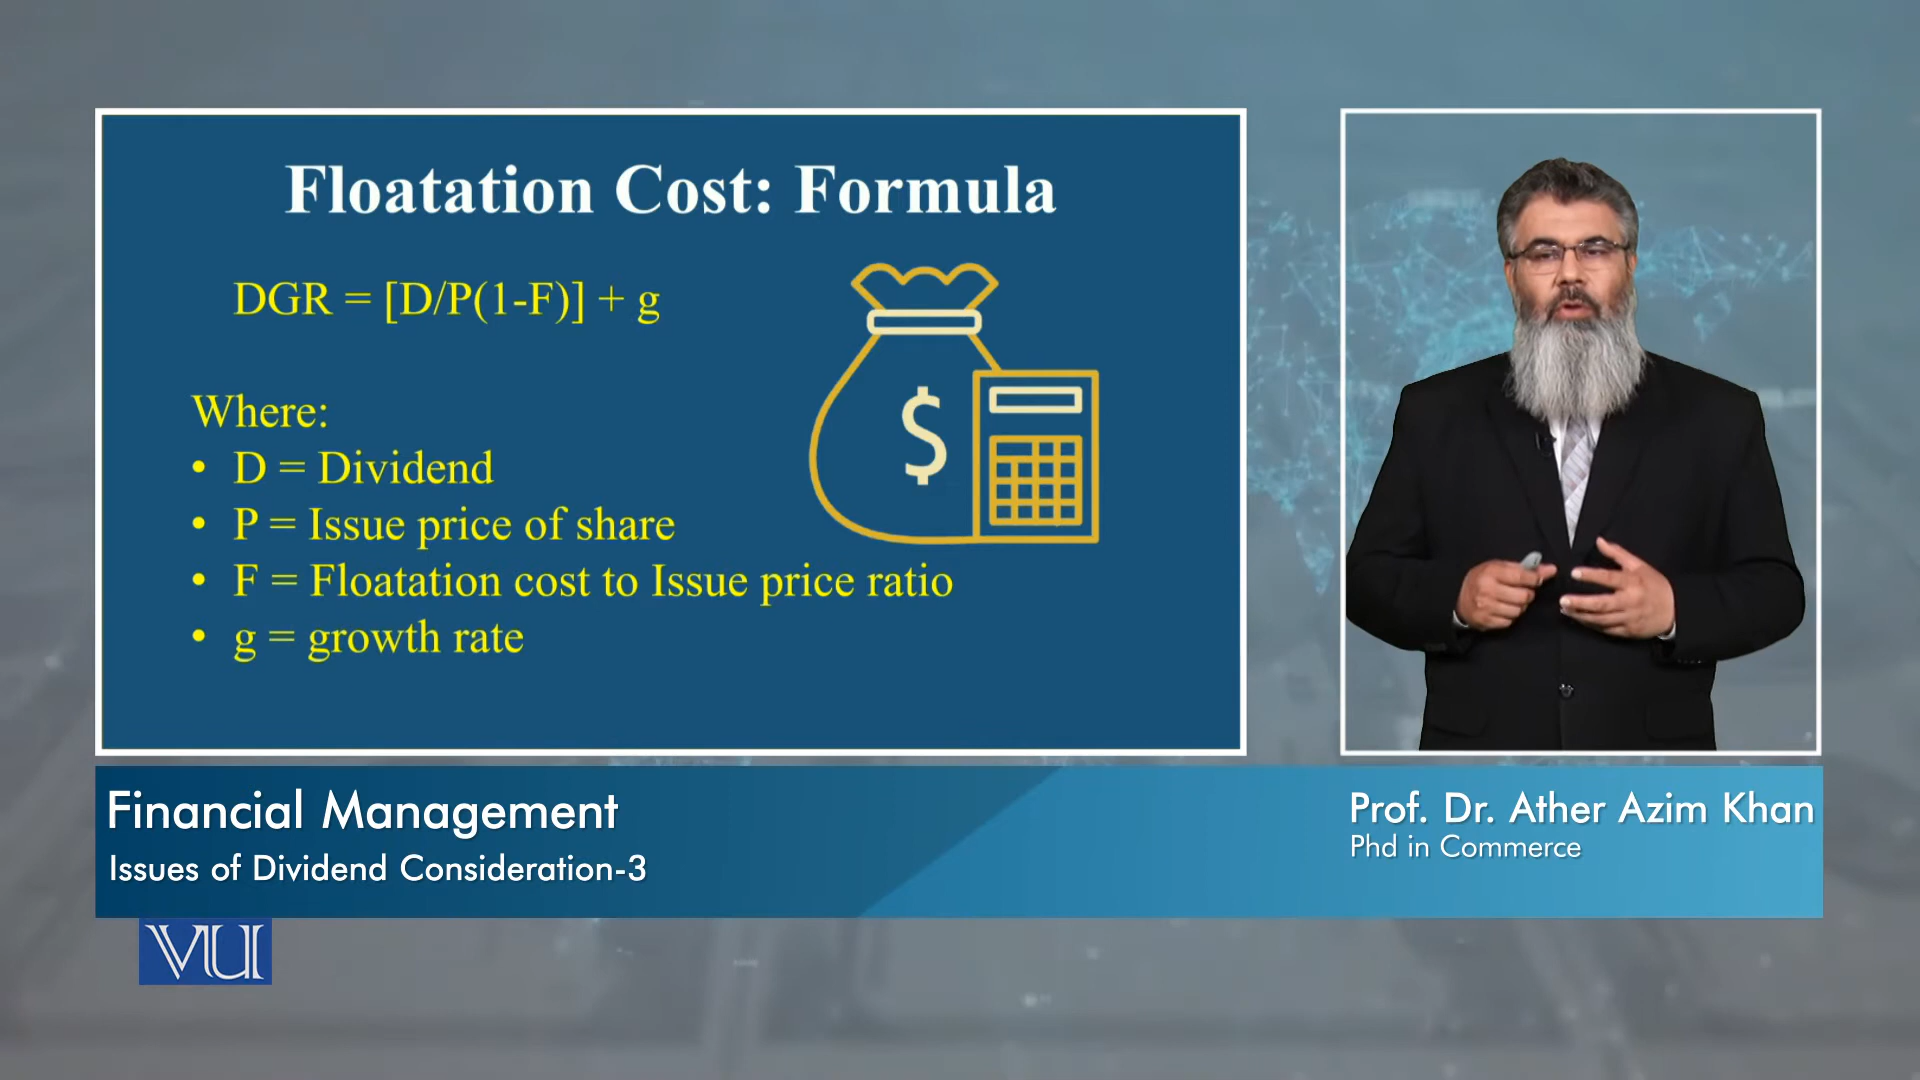 Floatation Cost: Formula
DGR = [D/P(1-F)] + g
Where:
• D = Dividend
• P = Issue price of share
• F = Floatation cost to Issue price ratio
• g = growth rate
$
Financial Management
Issues of Dividend Consideration-3
Prof. Dr. Ather Azim Khan
Phd in Commerce
VU